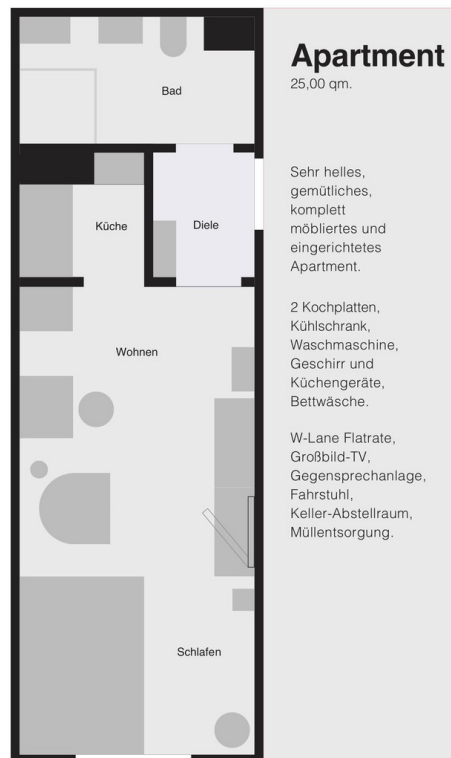 Apartment
25,00 qm.
Bad
Sehr helles,
gemütliches,
komplett
möbliertes und
eingerichtetes
Apartment.
Küche
Diele
2 Kochplatten,
Kühlschrank,
Waschmaschine,
Geschirr und
Küchengeräte,
Bettwäsche.
Wohnen
W-Lane Flatrate,
Großbild-TV,
Gegensprechanlage,
Fahrstuhl,
Keller-Abstellraum,
Müllentsorgung.
Schlafen